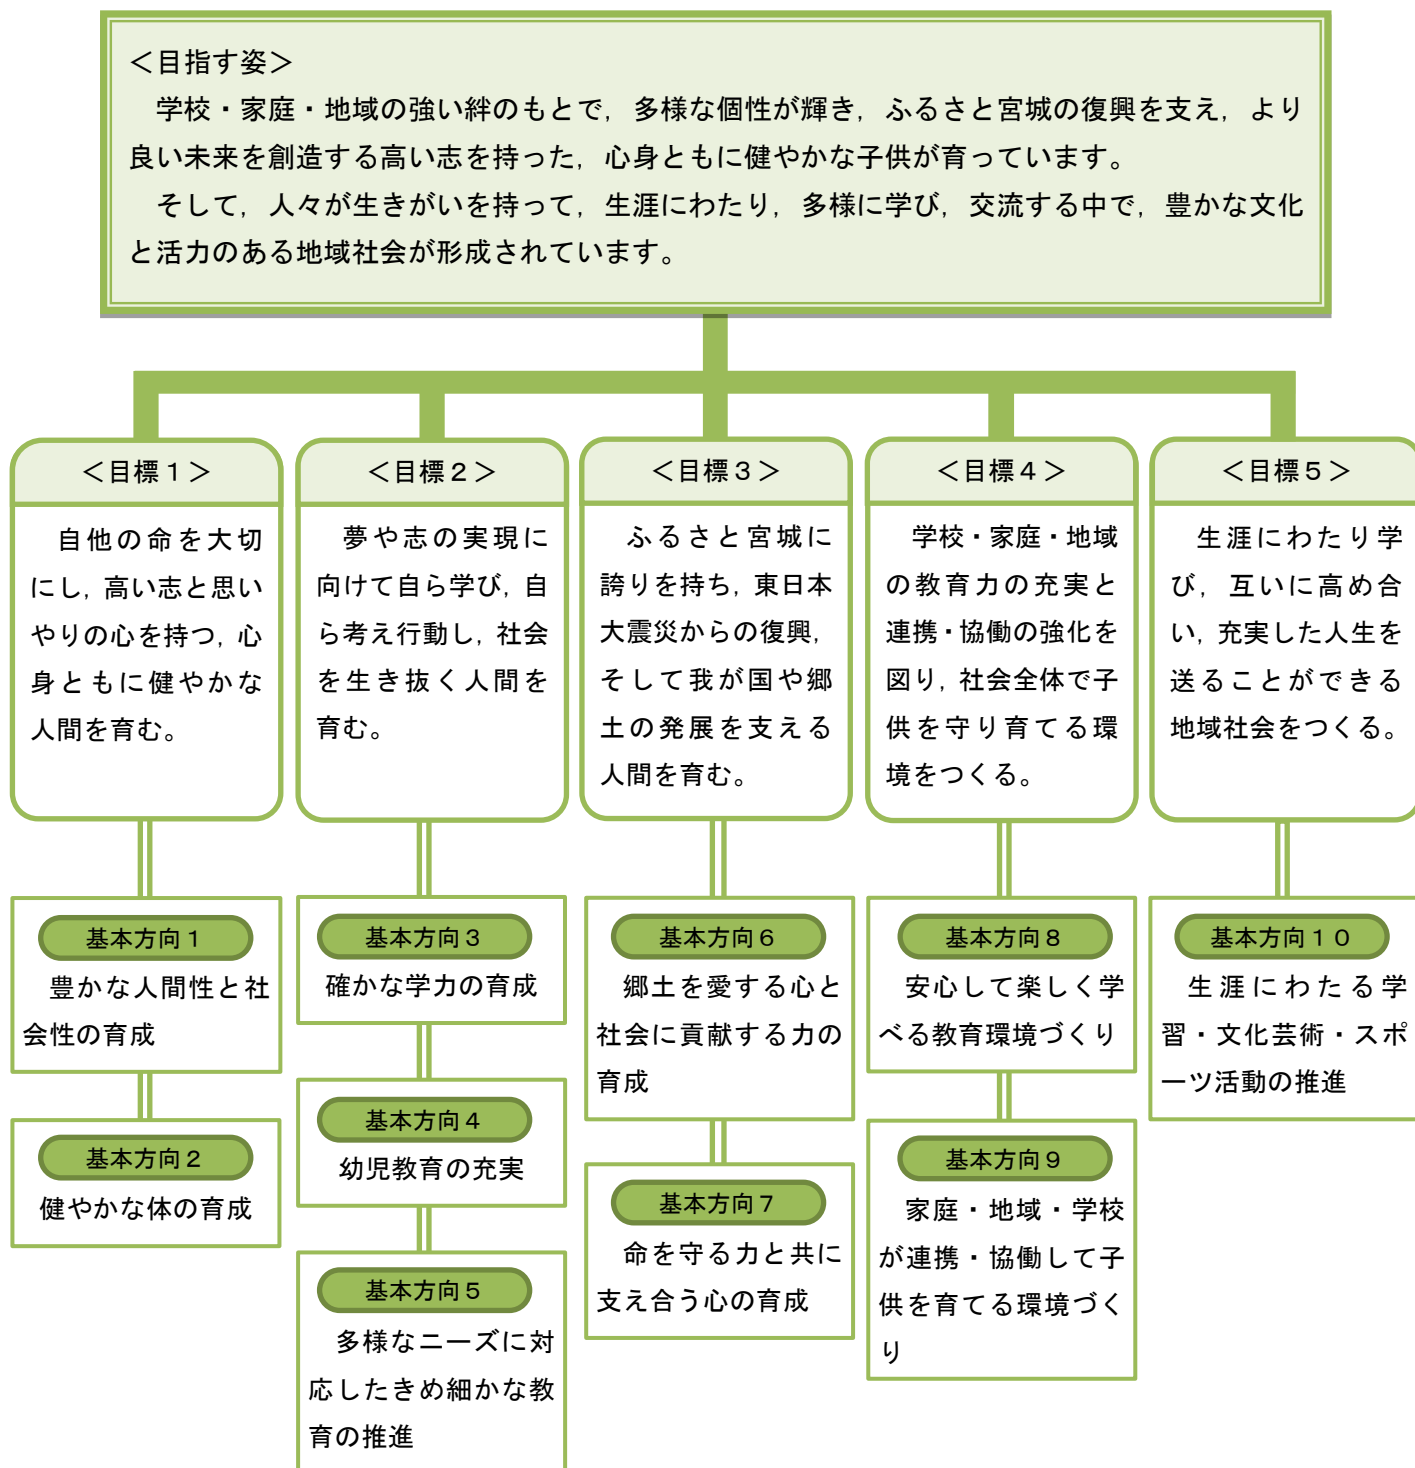 ＜目指す姿＞
学校・家庭・地域の強い絆のもとで，多様な個性が輝き，ふるさと宮城の復興を支え，より
良い未来を創造する高い志を持った，心身ともに健やかな子供が育っています。
そして，人々が生きがいを持って，生涯にわたり，多様に学び，交流する中で，豊かな文化
と活力のある地域社会が形成されています。
＜目標１＞
自他の命を大切
にし，高い志と思い
やりの心を持つ，心
身ともに健やかな
人間を育む。
＜目標２＞
夢や志の実現に
向けて自ら学び，自
ら考え行動し，社会
を生き抜く人間を
育む。
＜目標３＞
ふるさと宮城に
誇りを持ち，東日本
大震災からの復興，
そして我が国や郷
土の発展を支える
人間を育む。
＜目標４＞
学校・家庭・地域
の教育力の充実と
連携・協働の強化を
図り，社会全体で子
供を守り育てる環
境をつくる。
＜目標５＞
生涯にわたり学
び，互いに高め合
い，充実した人生を
送ることができる
地域社会をつくる。
基本方向１
豊かな人間性と社
会性の育成
基本方向２
健やかな体の育成
基本方向３
確かな学力の育成
基本方向４
幼児教育の充実
基本方向５
多様なニーズに対
応したきめ細かな教
育の推進
基本方向６
郷土を愛する心と
社会に貢献する力の
育成
基本方向７
命を守る力と共に
支え合う心の育成
基本方向８
安心して楽しく学
べる教育環境づくり
基本方向９
家庭・地域・学校
が連携・協働して子
供を育てる環境づく
り
基本方向１０
生涯にわたる学
習・文化芸術・スポ
ーツ活動の推進